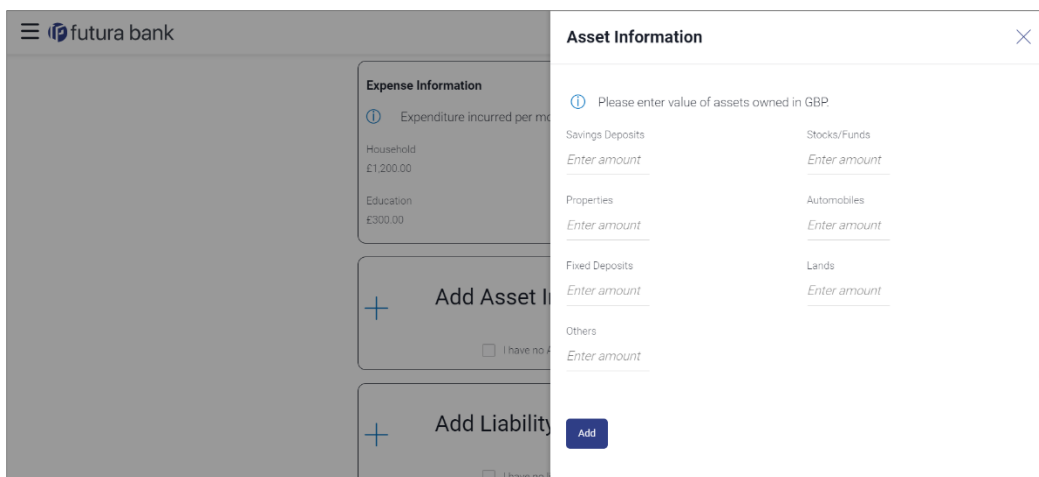 futura bank
Expense Information
Expenditure incurred per mo
Household
£1,200.00
Education
£300.00
Add Asset I
I have no A
Add Liability
I have no
Asset Information
Please enter value of assets owned in GBP.
Savings Deposits Stocks/Funds
Enter amount Enter amount
Properties Automobiles
Enter amount Enter amount
Fixed Deposits Lands
Enter amount Enter amount
Others
Enter amount
Add